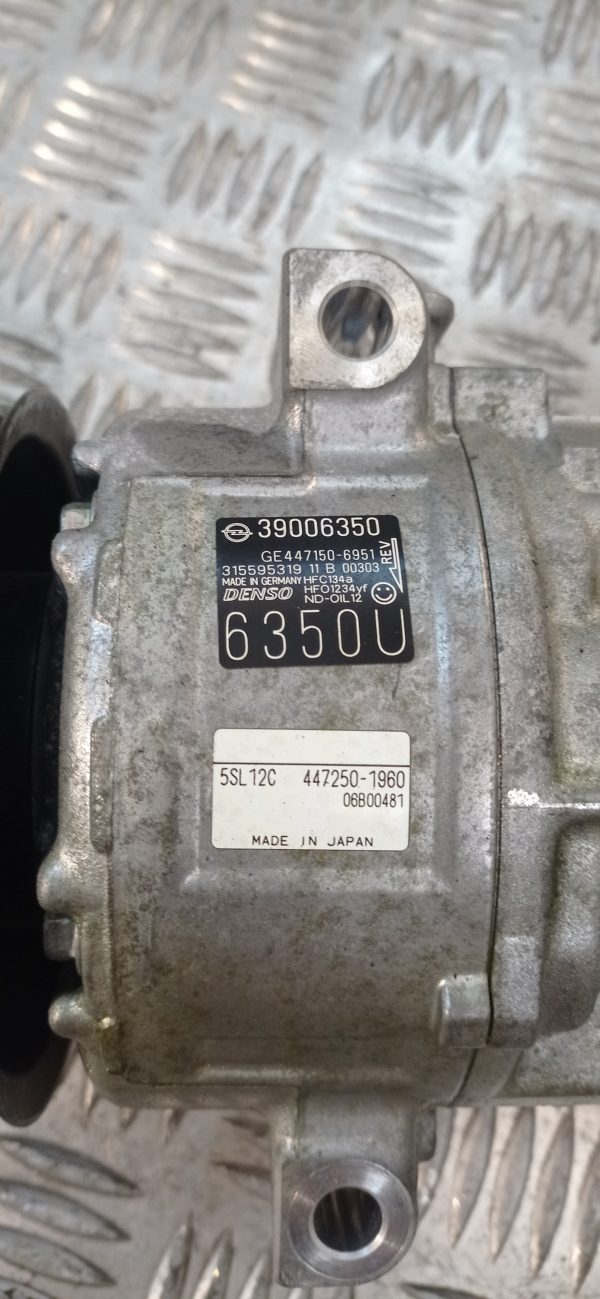 39006350
GE447150-6951
315595319 11 B 00303
REV
MADE IN GERMANY HFC134a
DENSO HFO1234yf
ND-OIL12
6350U
5SL12C 447250-1960
06B00481
MADE IN JAPAN